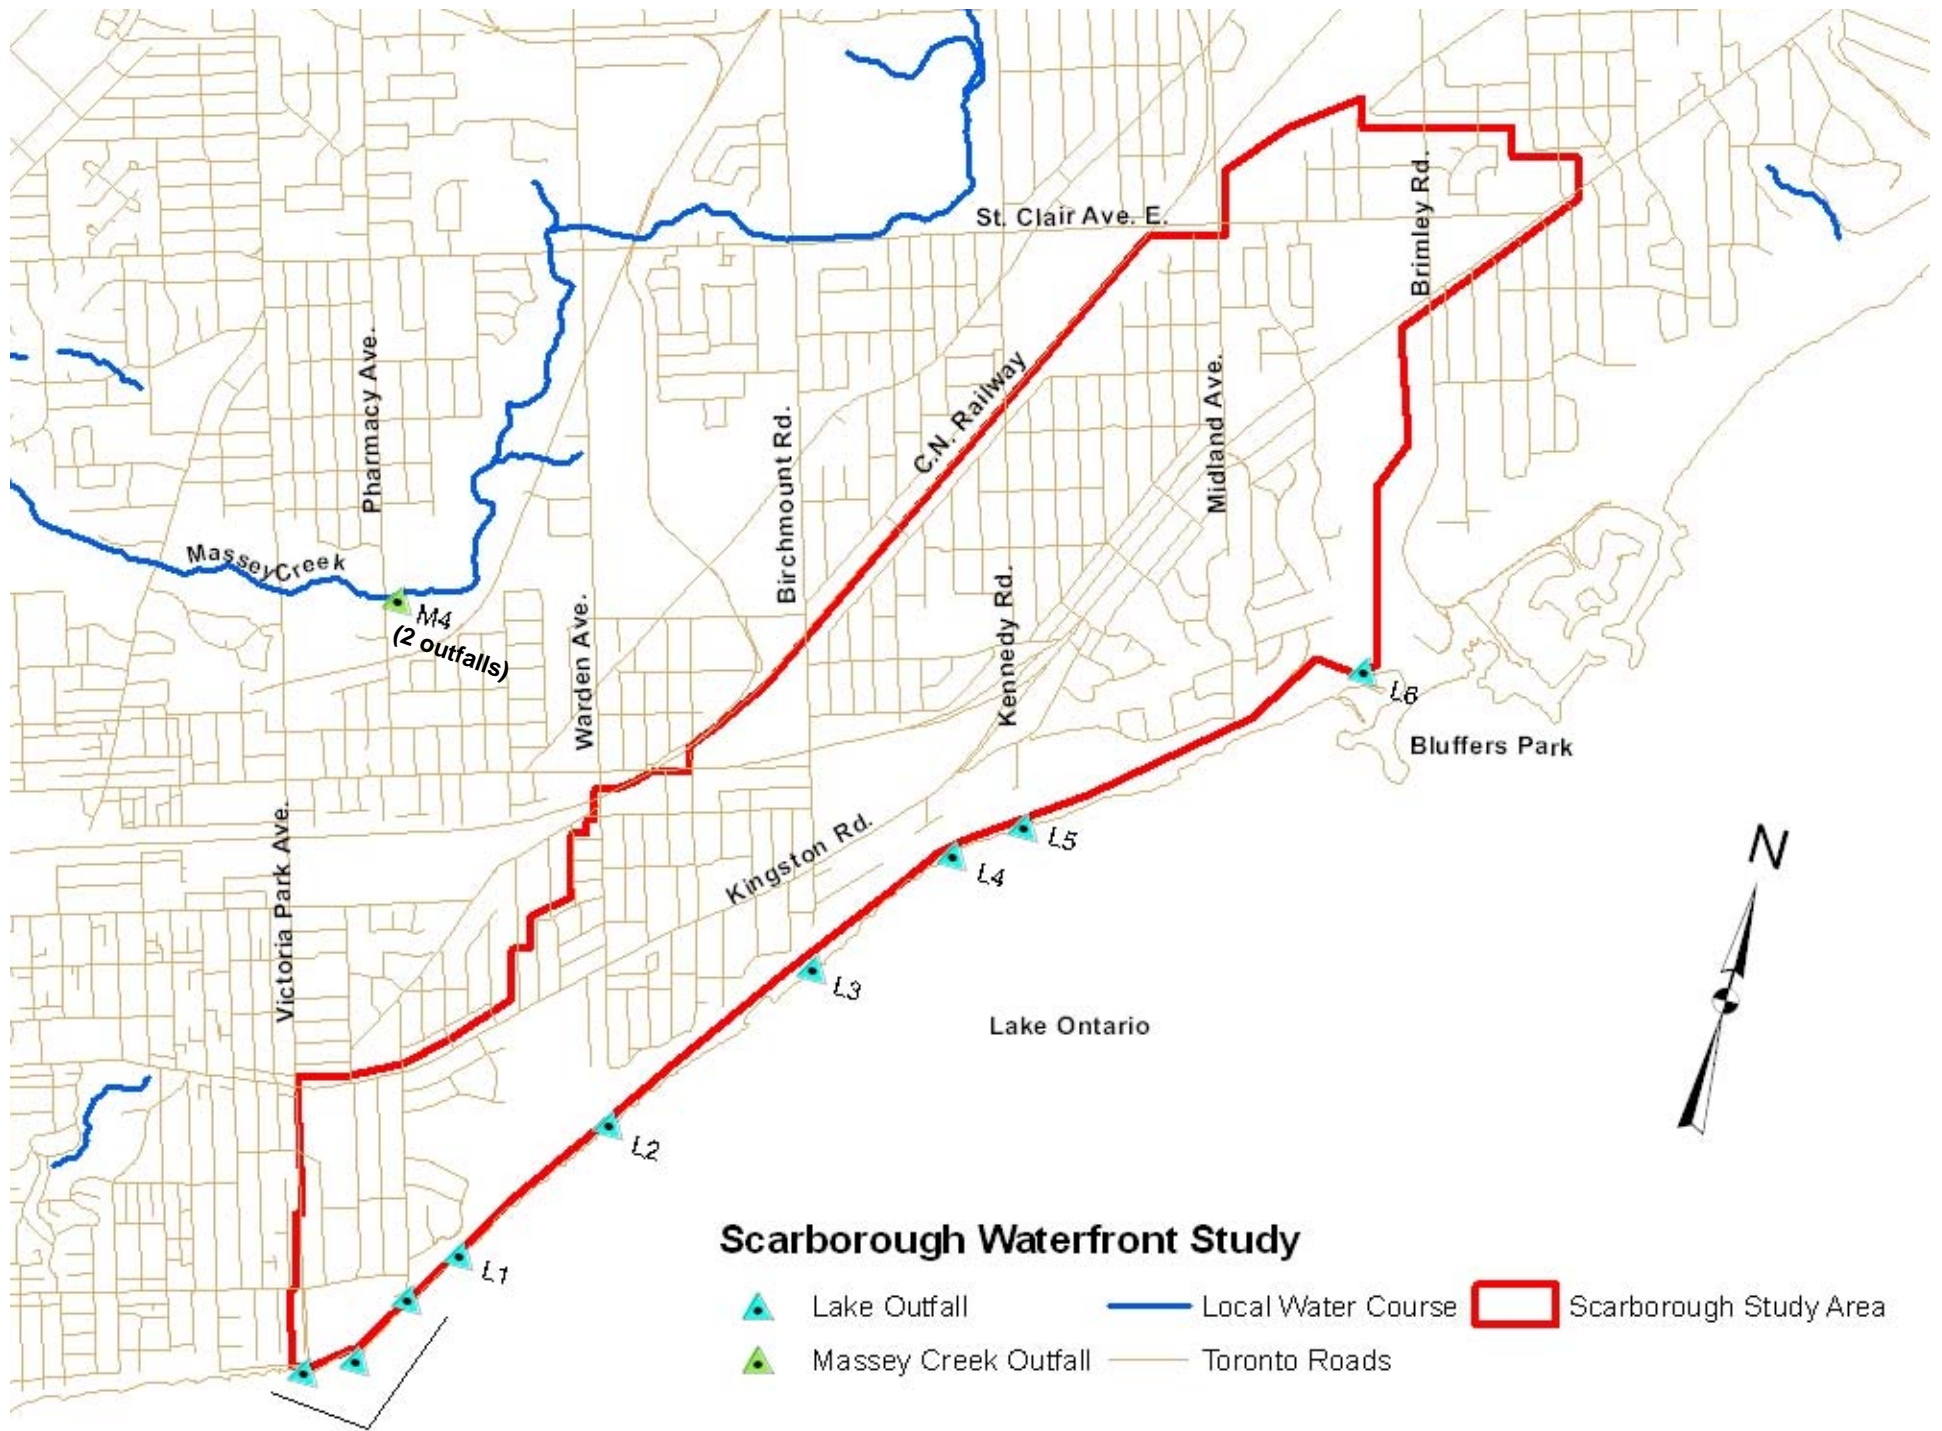 St. Clair Ave. E.
Brimley Rd.
Pharmacy Ave.
C.N. Railway
Midland Ave.
Birchmount Rd.
Massey Creek
M4
(2 outfalls)
Warden Ave.
Kennedy Rd.
L6
Bluffers Park
Victoria Park Ave.
Kingston Rd.
L5
L4
N
L3
Lake Ontario
L2
L1
Scarborough Waterfront Study
Lake Outfall
Local Water Course
Scarborough Study Area
Massey Creek Outfall
Toronto Roads